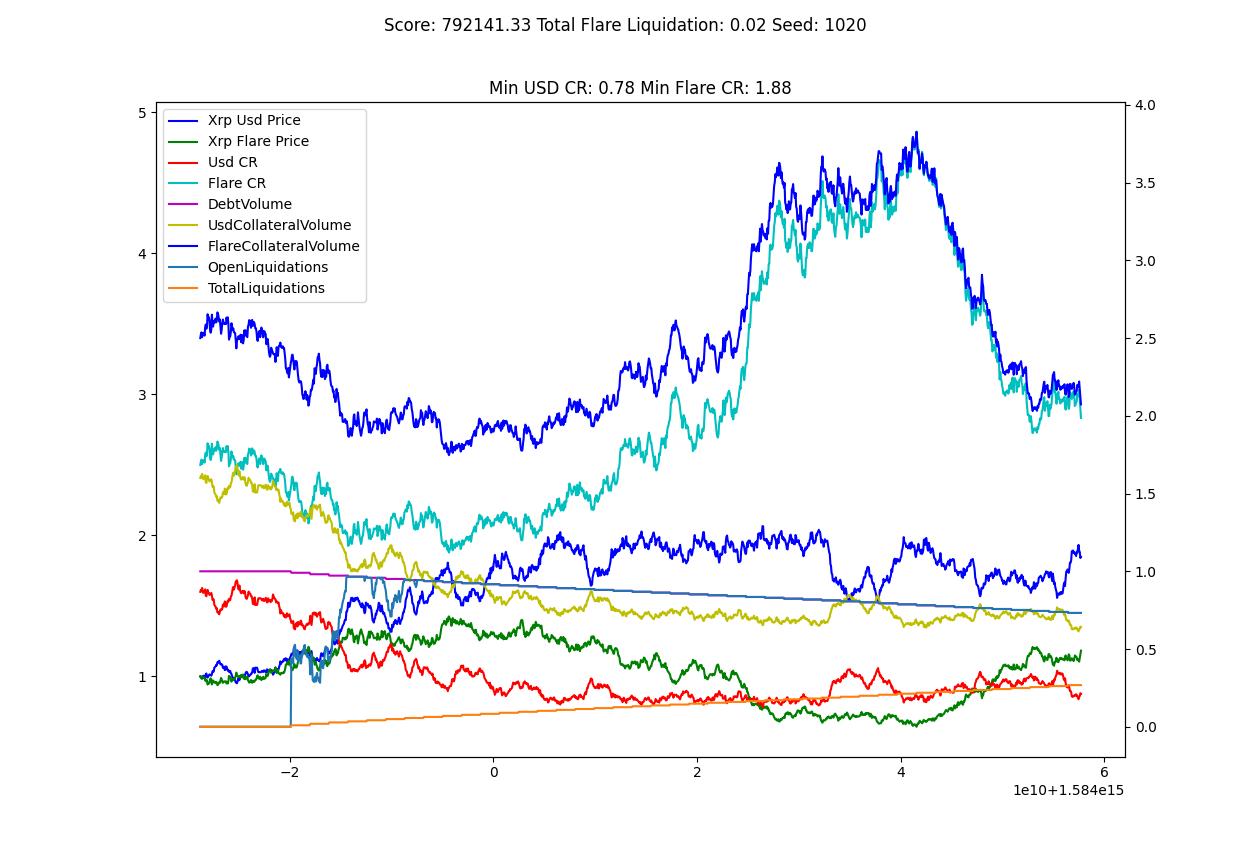 Score: 792141.33 Total Flare Liquidation: 0.02 Seed: 1020
Min USD CR: 0.78 Min Flare CR: 1.88
Xrp Usd Price
Xrp Flare Price
Usd CR
Flare CR
DebtVolume
UsdCollateralVolume
FlareCollateralVolume
OpenLiquidations
TotalLiquidations
5
4
3
2
1
4.0
3.5
3.0
2.5
2.0
1.5
1.0
0.5
0.0
−2 0 2 4 6
1e10+1.584e15